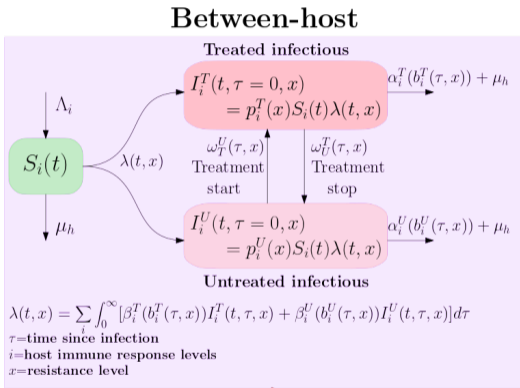 Between-host
Treated infectious
Λ_i
S_i(t)
μ_h
λ(t, x)
I_i^T(t, τ = 0, x)
= p_i^T(x)S_i(t)λ(t, x)
α_i^T(b_i^T(τ, x)) + μ_h
ω_T^U(τ, x)
Treatment
start
ω_U^T(τ, x)
Treatment
stop
I_i^U(t, τ = 0, x)
= p_i^U(x)S_i(t)λ(t, x)
α_i^U(b_i^U(τ, x)) + μ_h
Untreated infectious
λ(t, x) = ∑_i ∫_0^∞ [β_i^T(b_i^T(τ, x))I_i^T(t, τ, x) + β_i^U(b_i^U(τ, x))I_i^U(t, τ, x)]dτ
τ=time since infection
i=host immune response levels
x=resistance level